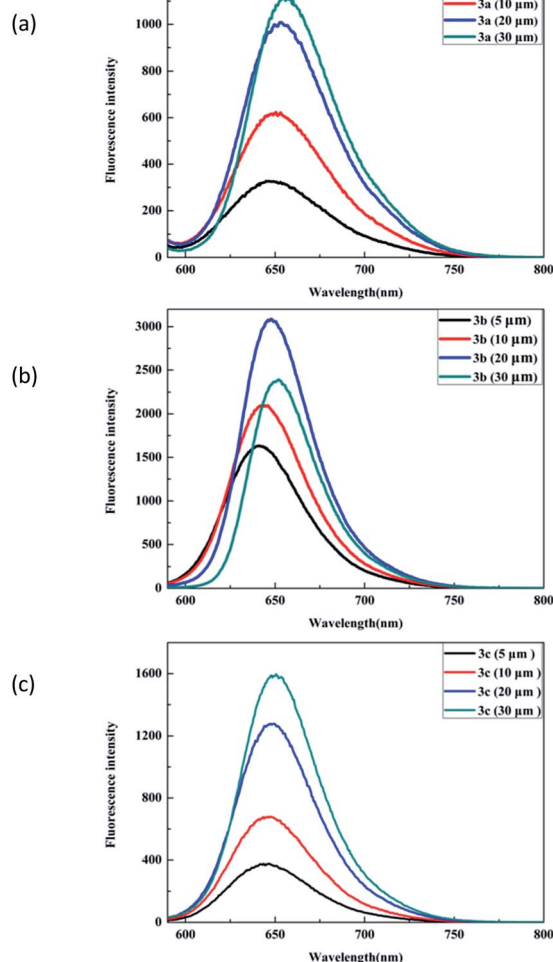 (a)
1000
800
600
400
200
0
Fluorescence intensity
3a (10 µm)
3a (20 µm)
3a (30 µm)
600 650 700 750 800
Wavelength(nm)
(b)
3000
2500
2000
1500
1000
500
0
Fluorescence intensity
3b (5 µm)
3b (10 µm)
3b (20 µm)
3b (30 µm)
600 650 700 750 800
Wavelength(nm)
(c)
1600
1200
800
400
0
Fluorescence intensity
3c (5 µm )
3c (10 µm )
3c (20 µm )
3c (30 µm )
600 650 700 750 800
Wavelength(nm)